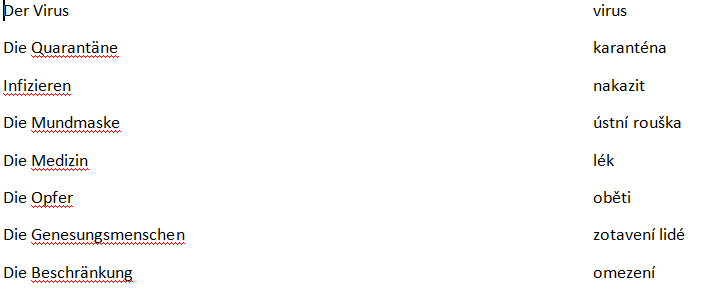 Der Virus virus
Die Quarantäne karanténa
Infizieren nakazit
Die Mundmaske ústní rouška
Die Medizin lék
Die Opfer oběti
Die Genesungsmenschen zotavení lidé
Die Beschränkung omezení